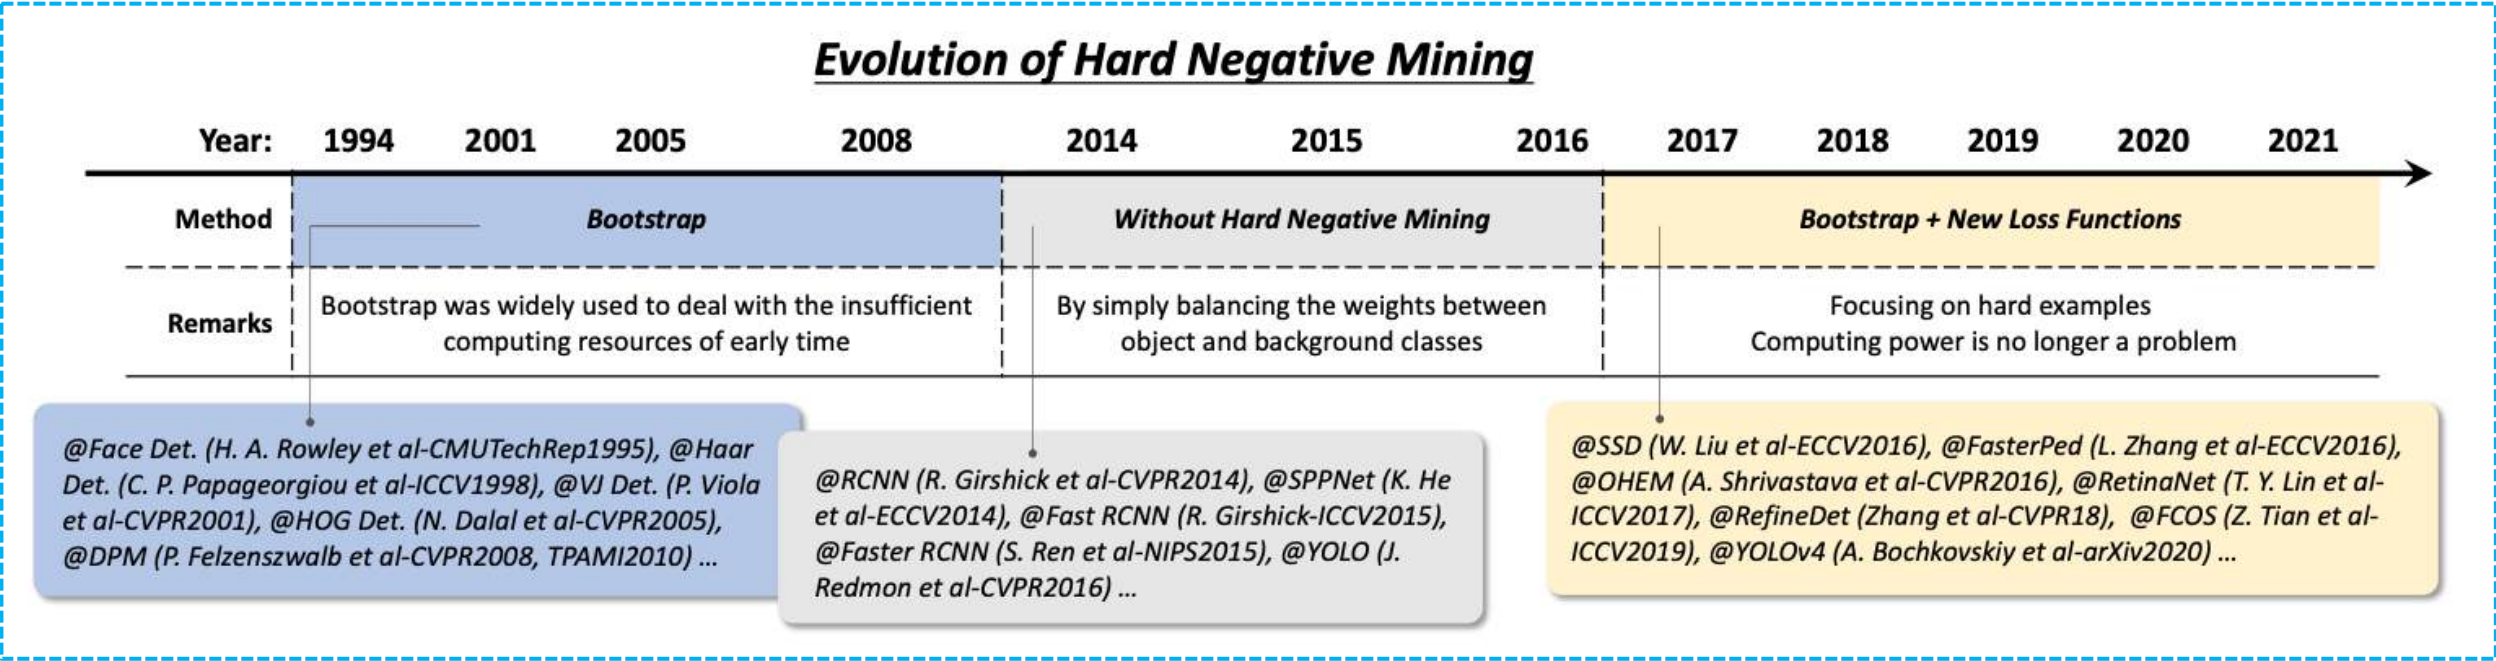 Evolution of Hard Negative Mining
Year: 1994 2001 2005 2008 2014 2015 2016 2017 2018 2019 2020 2021
Method Bootstrap Without Hard Negative Mining Bootstrap + New Loss Functions
Remarks
Bootstrap was widely used to deal with the insufficient
computing resources of early time
By simply balancing the weights between
object and background classes
Focusing on hard examples
Computing power is no longer a problem
@Face Det. (H. A. Rowley et al-CMUTechRep1995), @Haar
Det. (C. P. Papageorgiou et al-ICCV1998), @VJ Det. (P. Viola
et al-CVPR2001), @HOG Det. (N. Dalal et al-CVPR2005),
@DPM (P. Felzenszwalb et al-CVPR2008, TPAMI2010) ...
@RCNN (R. Girshick et al-CVPR2014), @SPPNet (K. He
et al-ECCV2014), @Fast RCNN (R. Girshick-ICCV2015),
@Faster RCNN (S. Ren et al-NIPS2015), @YOLO (J.
Redmon et al-CVPR2016) ...
@SSD (W. Liu et al-ECCV2016), @FasterPed (L. Zhang et al-ECCV2016),
@OHEM (A. Shrivastava et al-CVPR2016), @RetinaNet (T. Y. Lin et al-
ICCV2017), @RefineDet (Zhang et al-CVPR18), @FCOS (Z. Tian et al-
ICCV2019), @YOLOv4 (A. Bochkovskiy et al-arXiv2020) ...